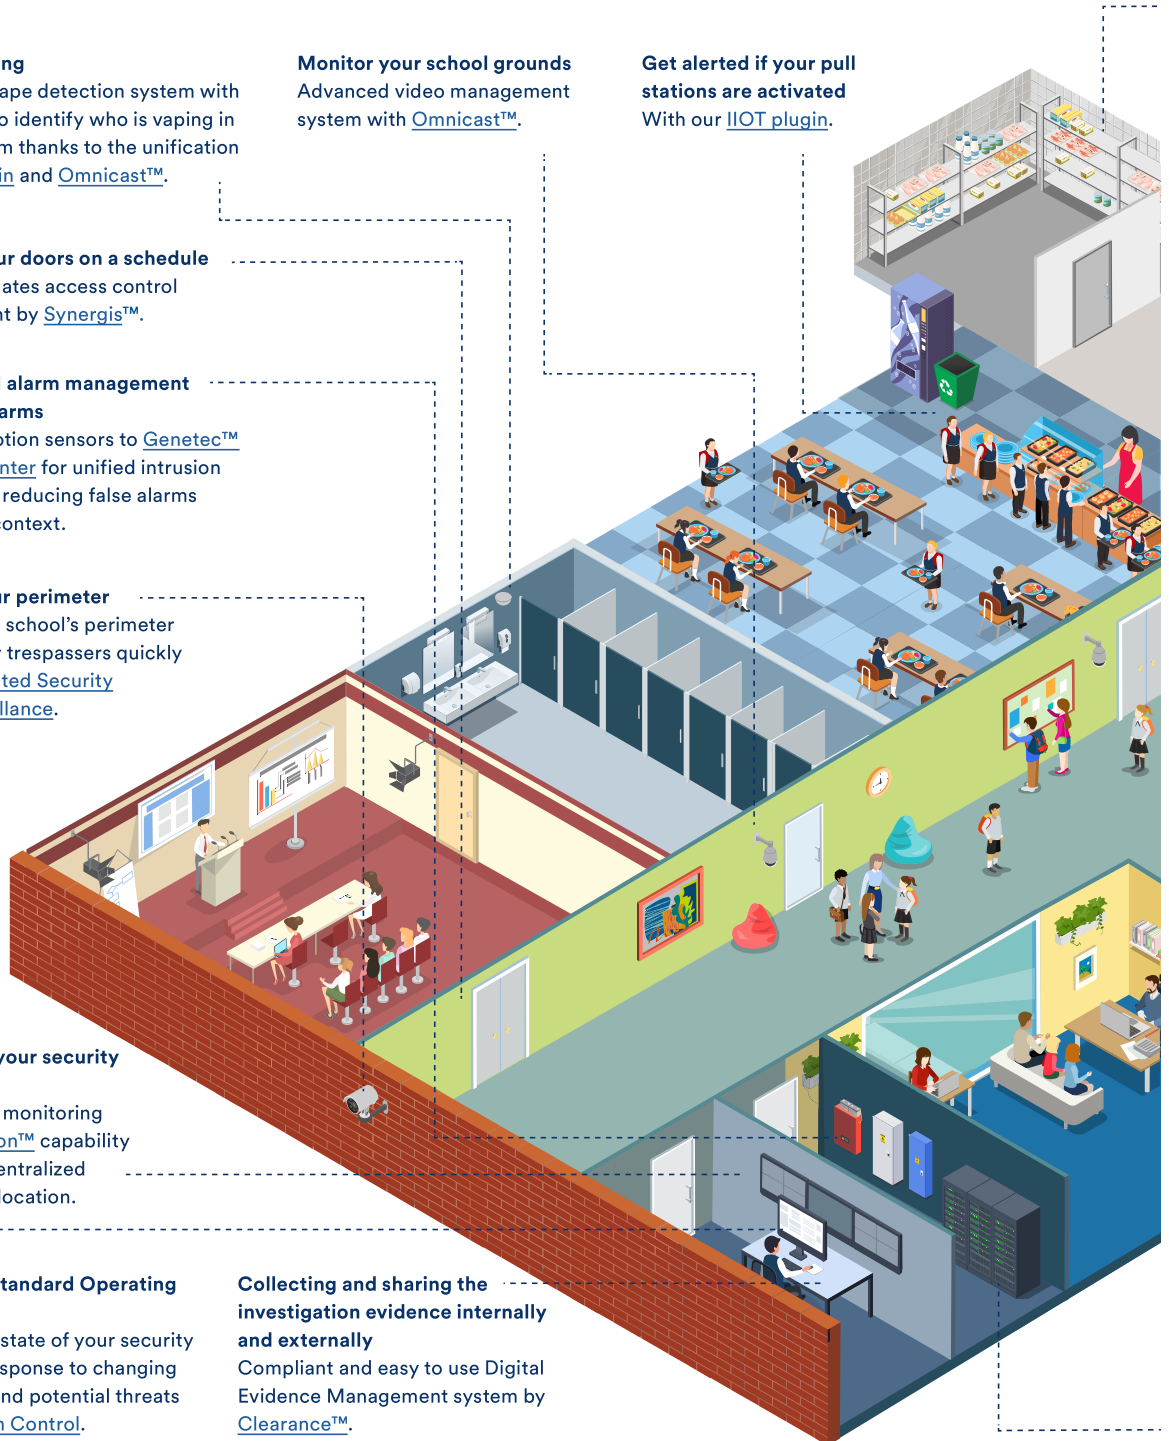 ng
ape detection system with
o identify who is vaping in
m thanks to the unification
in and Omnicast™.
Monitor your school grounds
Advanced video management
system with Omnicast™.
Get alerted if your pull
stations are activated
With our IIOT plugin.
ur doors on a schedule
ates access control
nt by Synergis™.
l alarm management
arms
otion sensors to Genetec™
enter for unified intrusion
reducing false alarms
context.
ur perimeter
school’s perimeter
r trespassers quickly
ted Security
illance.
your security
monitoring
on™ capability
entralized
location.
Standard Operating
state of your security
sponse to changing
nd potential threats
n Control.
Collecting and sharing the
investigation evidence internally
and externally
Compliant and easy to use Digital
Evidence Management system by
Clearance™.